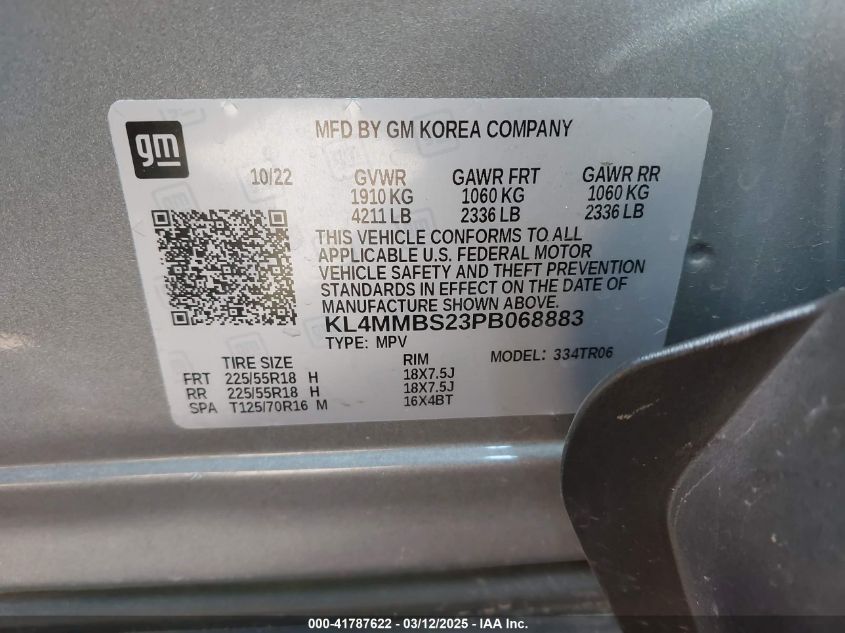 gm
MFD BY GM KOREA COMPANY
10/22
GVWR GAWR FRT GAWR RR
1910 KG 1060 KG 1060 KG
4211 LB 2336 LB 2336 LB
THIS VEHICLE CONFORMS TO ALL
APPLICABLE U.S. FEDERAL MOTOR
VEHICLE SAFETY AND THEFT PREVENTION
STANDARDS IN EFFECT ON THE DATE OF
MANUFACTURE SHOWN ABOVE.
KL4MMBS23PB068883
TYPE: MPV MODEL: 334TR06
TIRE SIZE RIM
FRT 225/55R18 H 18X7.5J
RR 225/55R18 H 18X7.5J
SPA T125/70R16 M 16X4BT
000-41787622 - 03/12/2025 - IAA Inc.